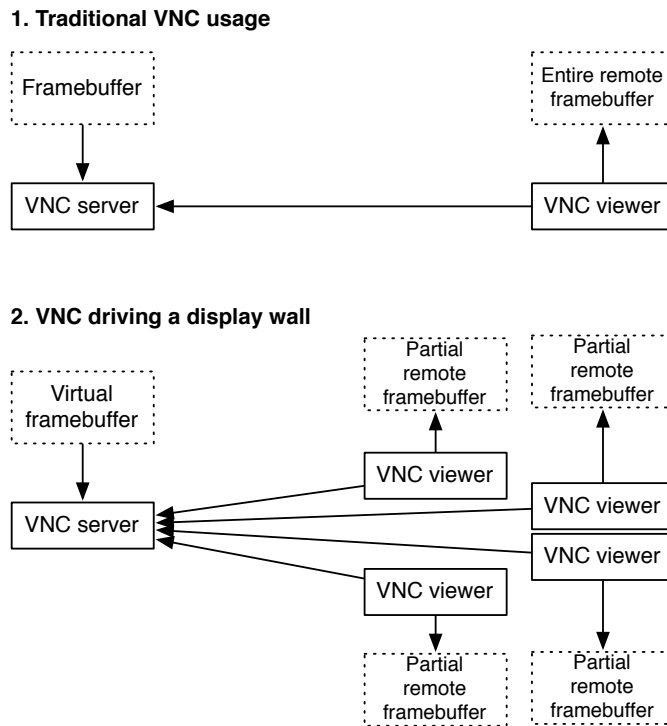 1. Traditional VNC usage
Framebuffer
Entire remote
framebuffer
VNC server
VNC viewer
2. VNC driving a display wall
Virtual
framebuffer
Partial
remote
framebuffer
Partial
remote
framebuffer
VNC viewer
VNC viewer
VNC server
VNC viewer
VNC viewer
Partial
remote
framebuffer
Partial
remote
framebuffer